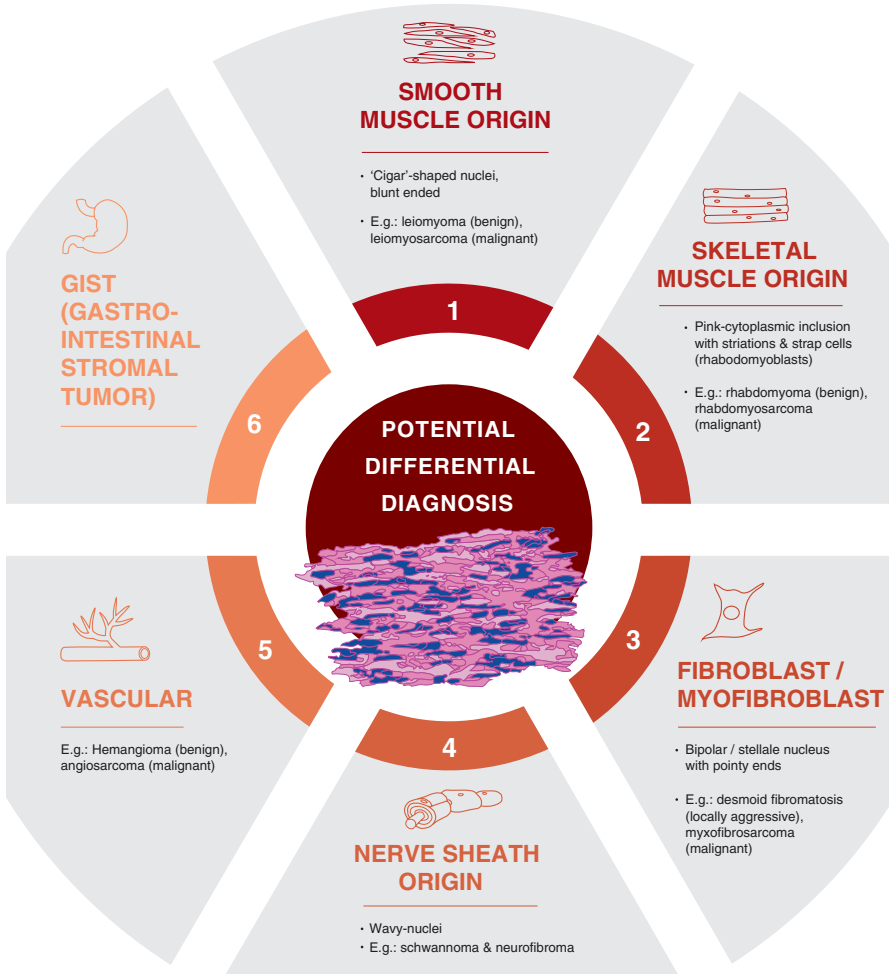 POTENTIAL
DIFFERENTIAL
DIAGNOSIS
1
SMOOTH
MUSCLE ORIGIN
• ‘Cigar’-shaped nuclei,
blunt ended
• E.g.: leiomyoma (benign),
leiomyosarcoma (malignant)
2
SKELETAL
MUSCLE ORIGIN
• Pink-cytoplasmic inclusion
with striations & strap cells
(rhabodomyoblasts)
• E.g.: rhabdomyoma (benign),
rhabdomyosarcoma
(malignant)
3
FIBROBLAST /
MYOFIBROBLAST
• Bipolar / stellale nucleus
with pointy ends
• E.g.: desmoid fibromatosis
(locally aggressive),
myxofibrosarcoma
(malignant)
4
NERVE SHEATH
ORIGIN
• Wavy-nuclei
• E.g.: schwannoma & neurofibroma
5
VASCULAR
E.g.: Hemangioma (benign),
angiosarcoma (malignant)
6
GIST
(GASTRO-
INTESTINAL
STROMAL
TUMOR)